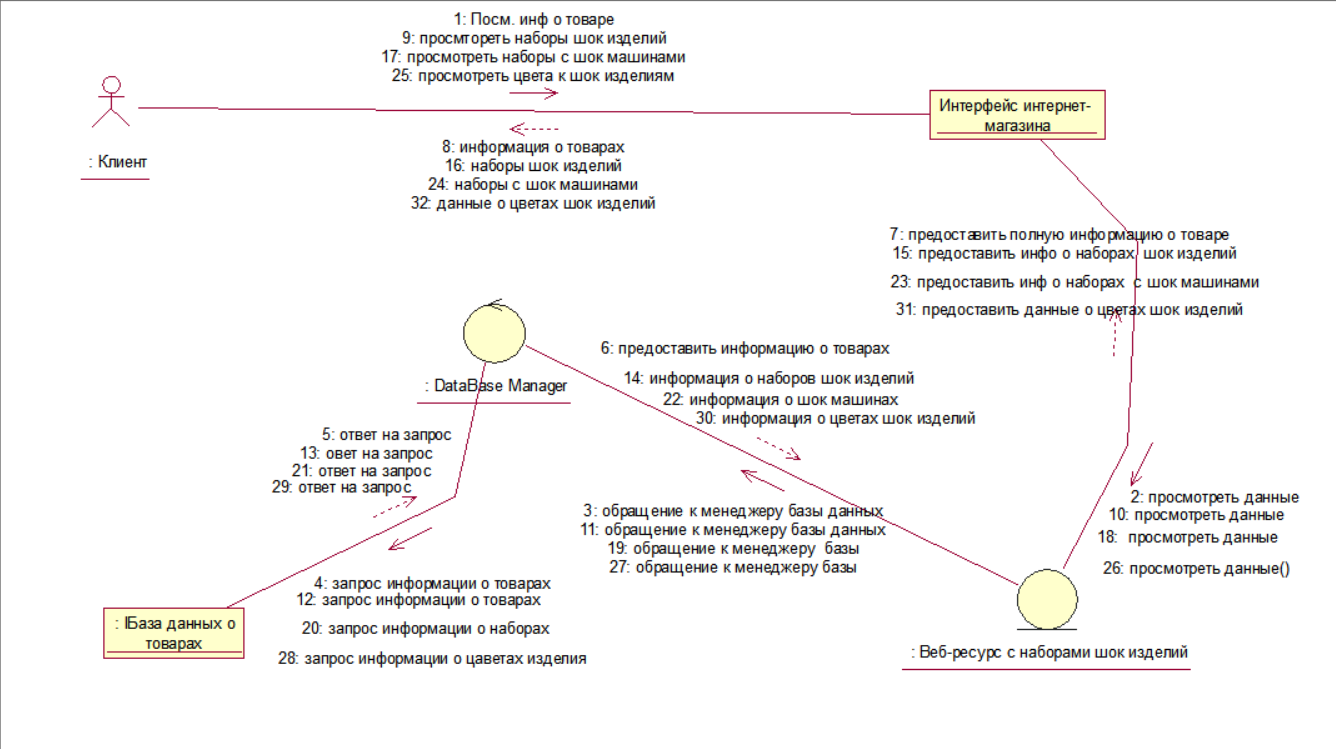 1: Посм. инф о товаре
9: просмтореть наборы шок изделий
17: просмотреть наборы с шок машинами
25: просмотреть цвета к шок изделиям
Интерфейс интернет-
магазина
: Клиент
8: информация о товарах
16: наборы шок изделий
24: наборы с шок машинами
32: данные о цветах шок изделий
7: предоставить полную информацию о товаре
15: предоставить инфо о наборах шок изделий
23: предоставить инф о наборах с шок машинами
31: предоставить данные о цветах шок изделий
6: предоставить информацию о товарах
14: информация о наборов шок изделий
22: информация о шок машинах
30: информация о цветах шок изделий
: DataBase Manager
5: ответ на запрос
13: овет на запрос
21: ответ на запрос
29: ответ на запрос
2: просмотреть данные
10: просмотреть данные
18: просмотреть данные
26: просмотреть данные()
3: обращение к менеджеру базы данных
11: обращение к менеджеру базы данных
19: обращение к менеджеру базы
27: обращение к менеджеру базы
4: запрос информации о товарах
12: запрос информации о товарах
20: запрос информации о наборах
28: запрос информации о цаветах изделия
: IБаза данных о
товарах
: Веб-ресурс с наборами шок изделий